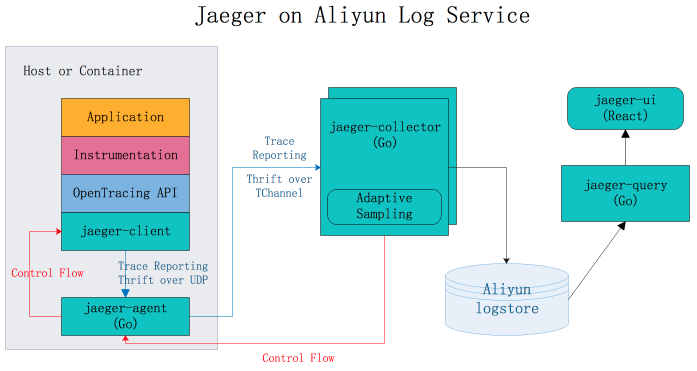 Jaeger on Aliyun Log Service
Host or Container
Application
Instrumentation
OpenTracing API
jaeger-client
Control Flow
Trace Reporting
Thrift over UDP
jaeger-agent
(Go)
Trace
Reporting
Thrift over
TChannel
jaeger-collector
(Go)
Adaptive
Sampling
Control Flow
Aliyun
logstore
jaeger-ui
(React)
jaeger-query
(Go)